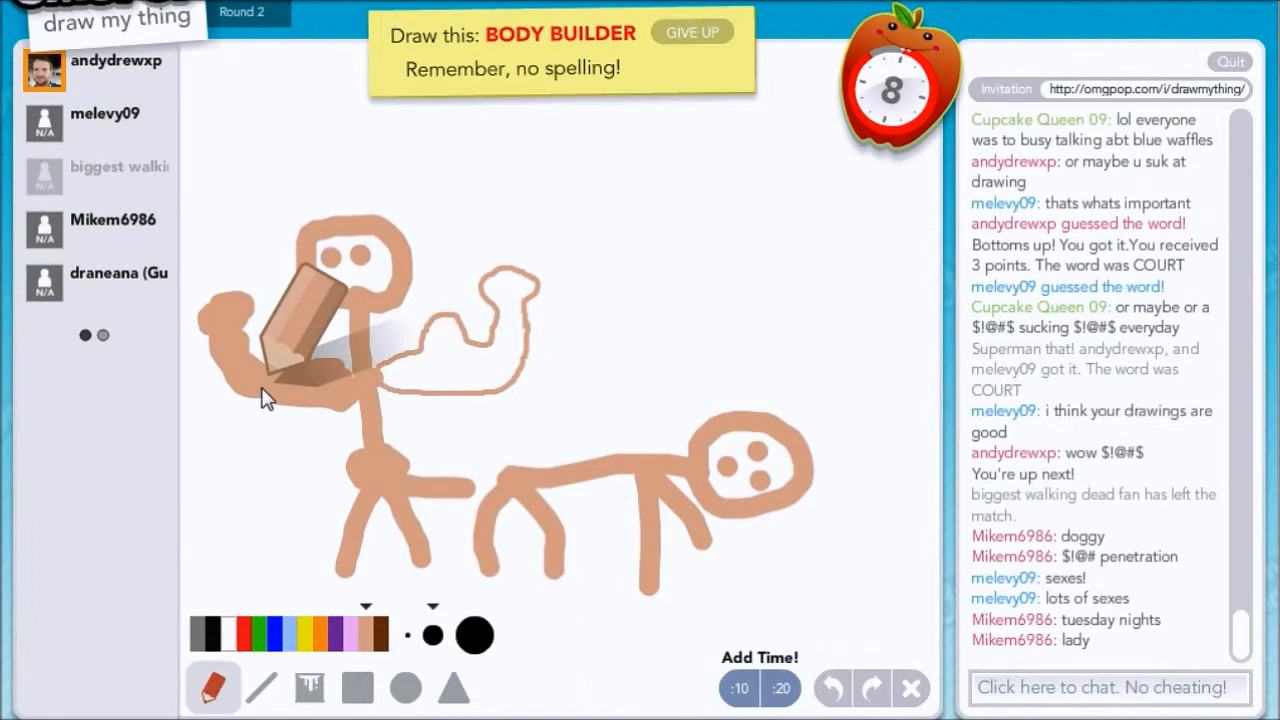 draw my thing
Round 2
Draw this: BODY BUILDER
GIVE UP
Remember, no spelling!
8
andydrewxp
melevy09
N/A
biggest walki
N/A
Mikem6986
N/A
draneana (Gu
N/A
Add Time!
:10
:20
Quit
Invitation
http://omgpop.com/i/drawmything/
Cupcake Queen 09: lol everyone
was to busy talking abt blue waffles
andydrewxp: or maybe u suk at
drawing
melevy09: thats whats important
andydrewxp guessed the word!
Bottoms up! You got it.You received
3 points. The word was COURT
melevy09 guessed the word!
Cupcake Queen 09: or maybe or a
$!@#$ sucking $!@#$ everyday
Superman that! andydrewxp, and
melevy09 got it. The word was
COURT
melevy09: i think your drawings are
good
andydrewxp: wow $!@#$
You're up next!
biggest walking dead fan has left the
match.
Mikem6986: doggy
Mikem6986: $!@# penetration
melevy09: sexes!
melevy09: lots of sexes
Mikem6986: tuesday nights
Mikem6986: lady
Click here to chat. No cheating!